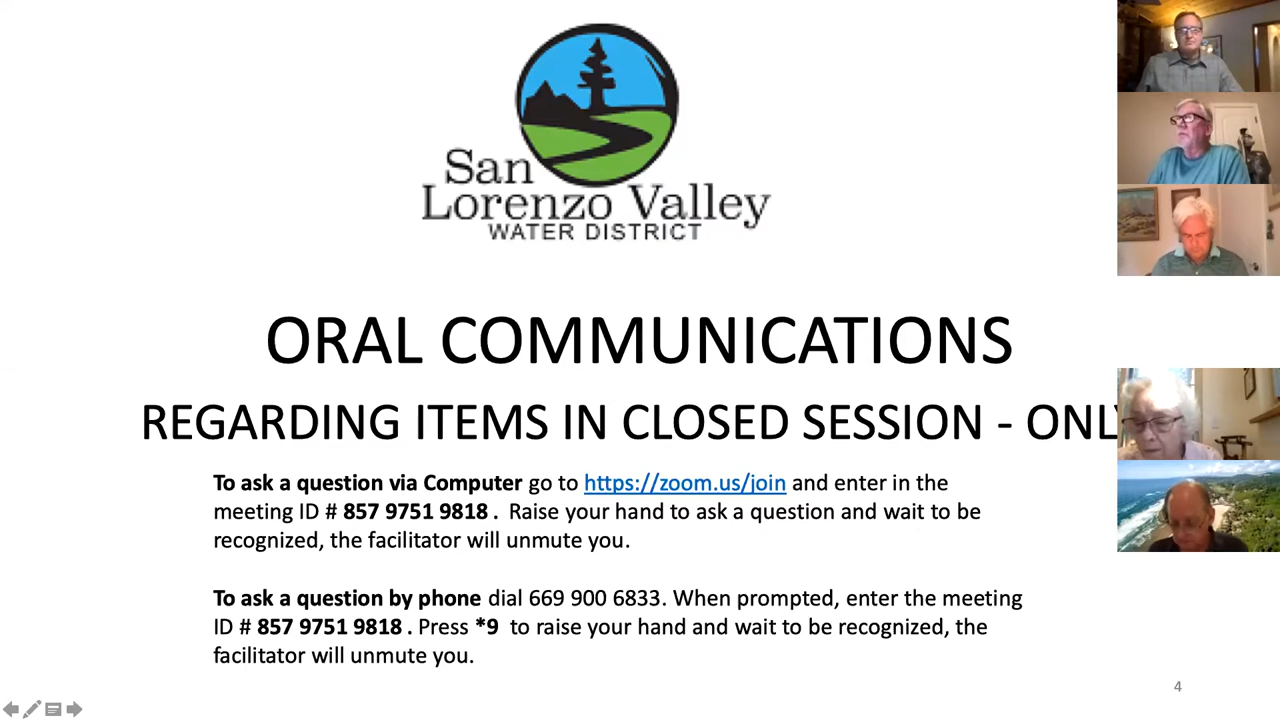 San
Lorenzo Valley
WATER DISTRICT
ORAL COMMUNICATIONS
REGARDING ITEMS IN CLOSED SESSION - ONLY
To ask a question via Computer go to https://zoom.us/join and enter in the
meeting ID # 857 9751 9818 . Raise your hand to ask a question and wait to be
recognized, the facilitator will unmute you.
To ask a question by phone dial 669 900 6833. When prompted, enter the meeting
ID # 857 9751 9818 . Press *9 to raise your hand and wait to be recognized, the
facilitator will unmute you.
4